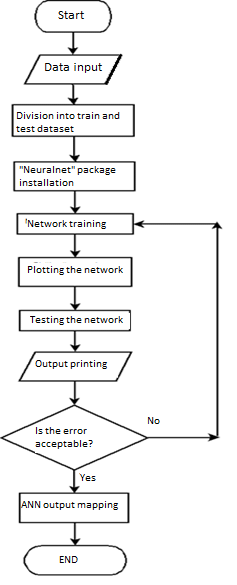 Start
Data input
Division into train and
test dataset
"Neuralnet" package
installation
'Network training
Plotting the network
Testing the network
Output printing
Is the error
acceptable?
No
Yes
ANN output mapping
END